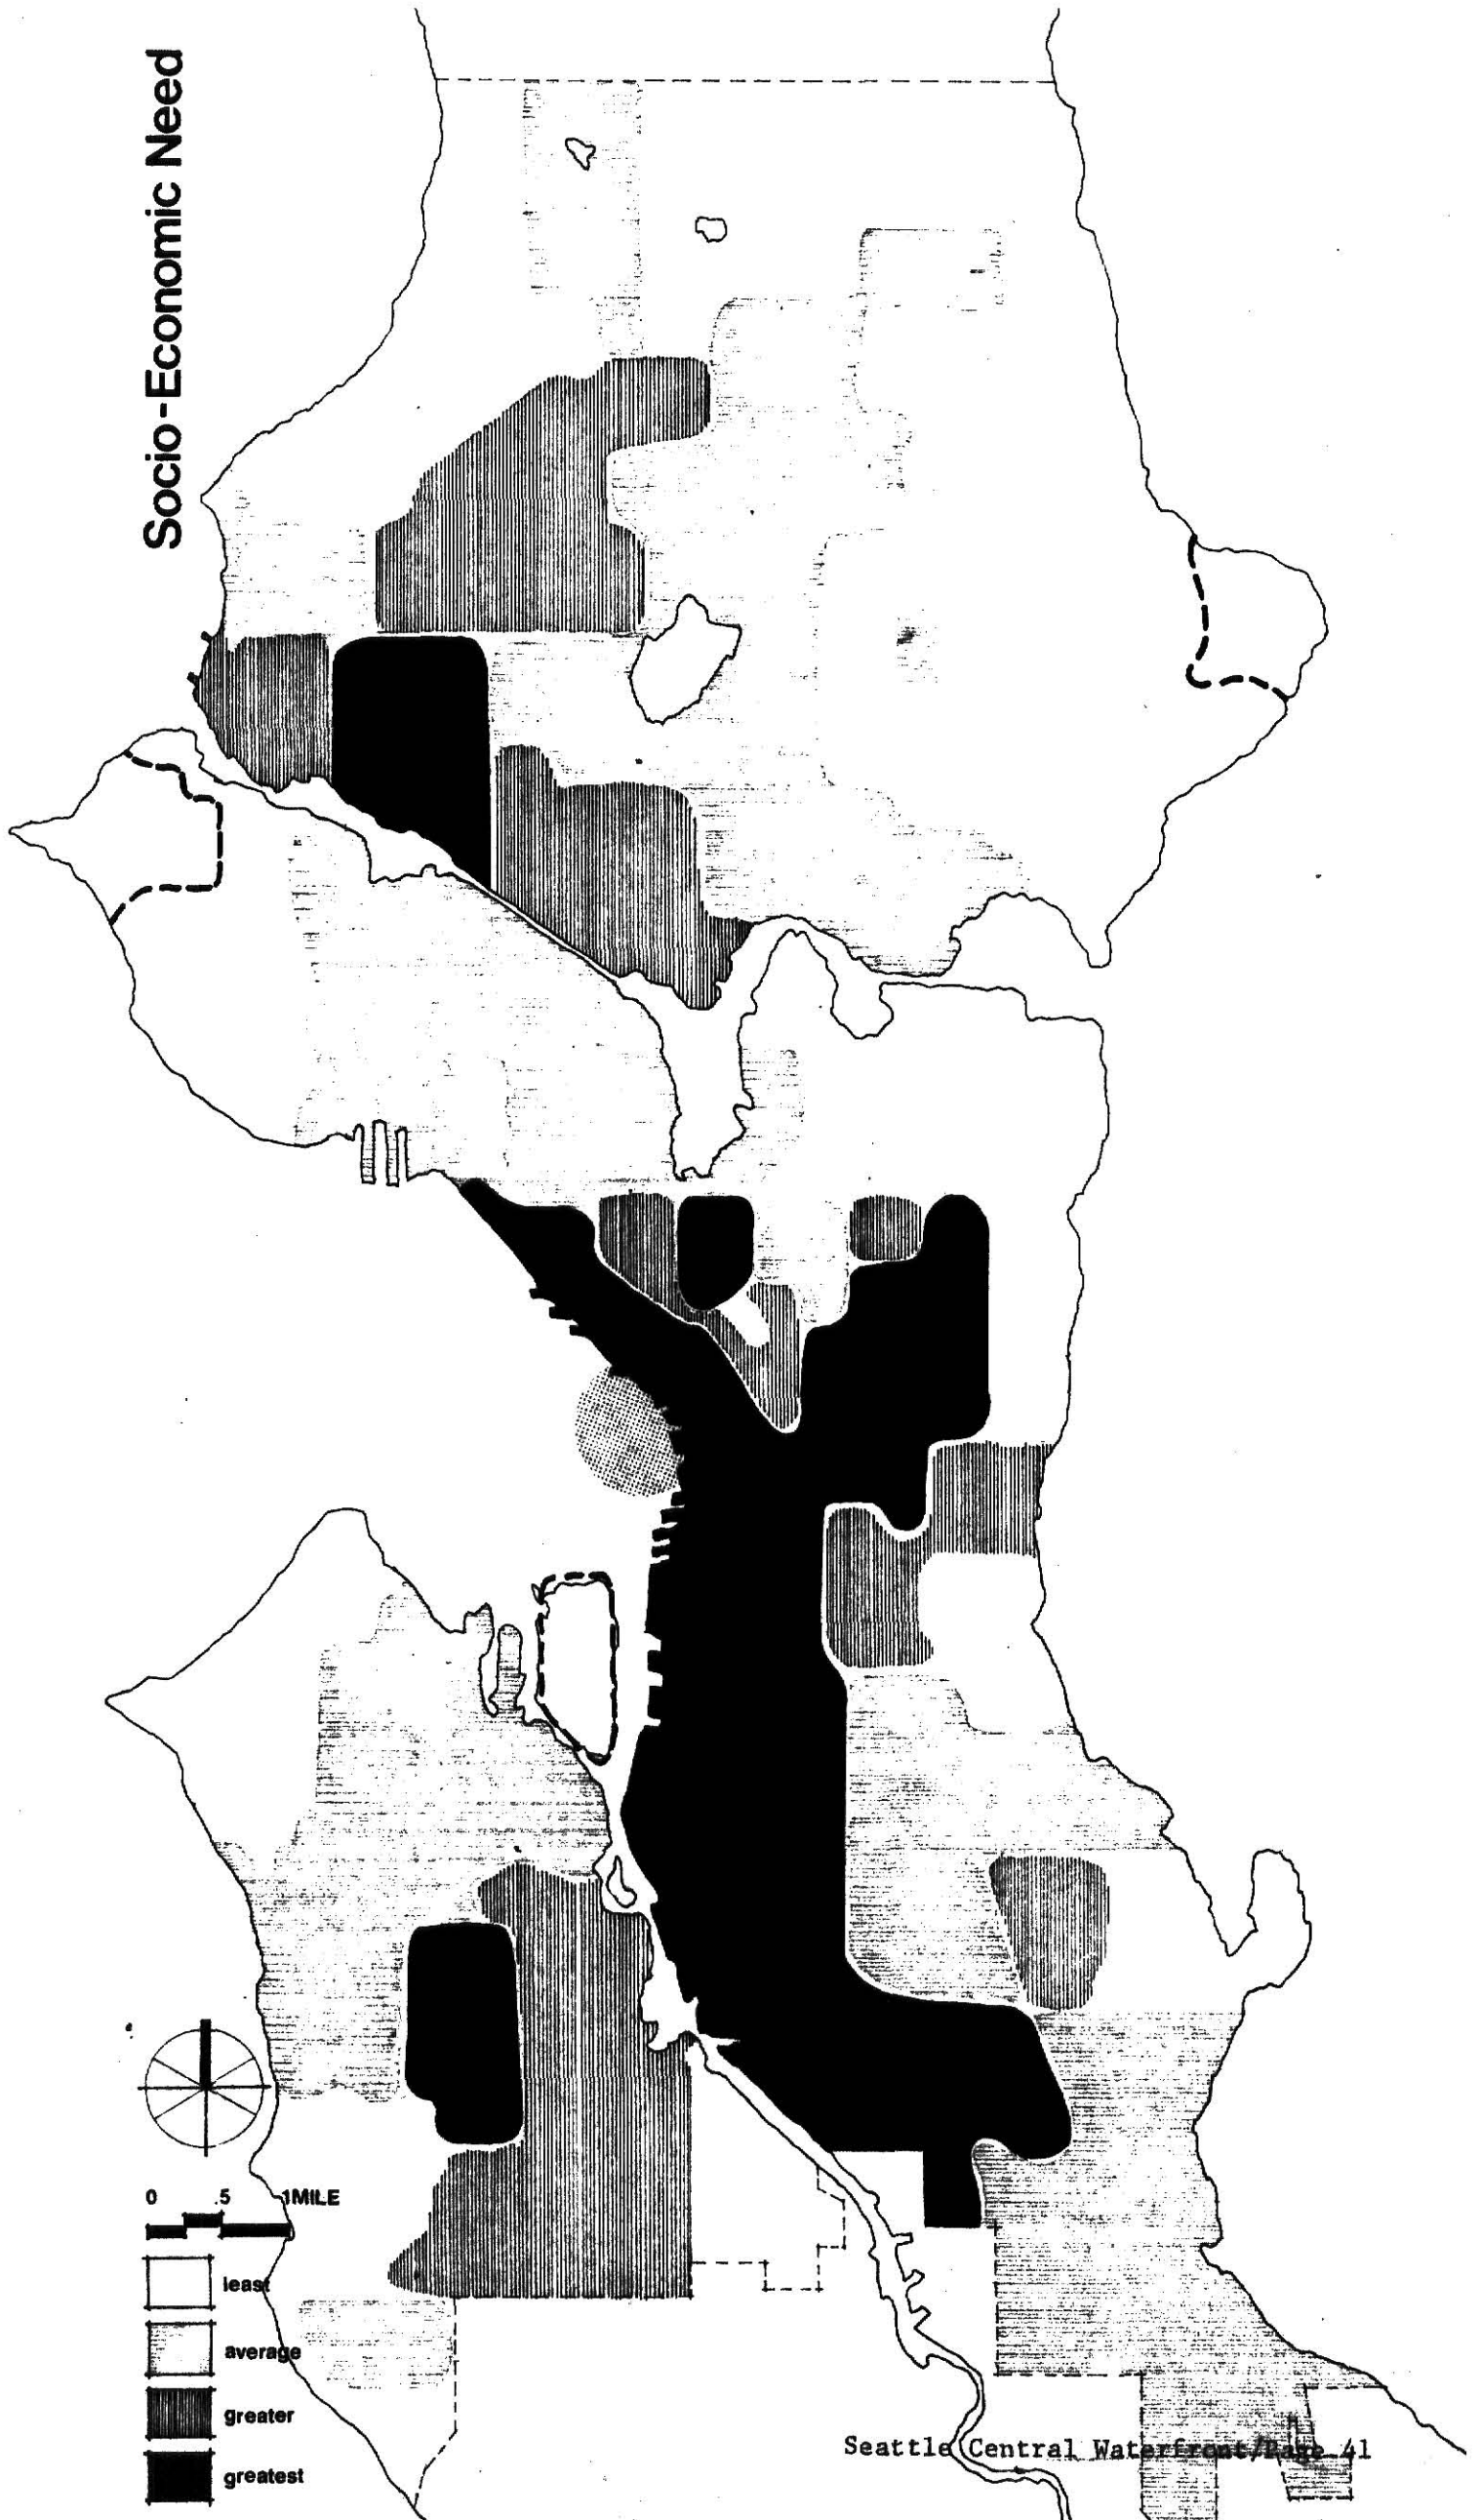 Socio-Economic Need
0 .5 1MILE
least
average
greater
greatest
Seattle Central Waterfront/Page 41